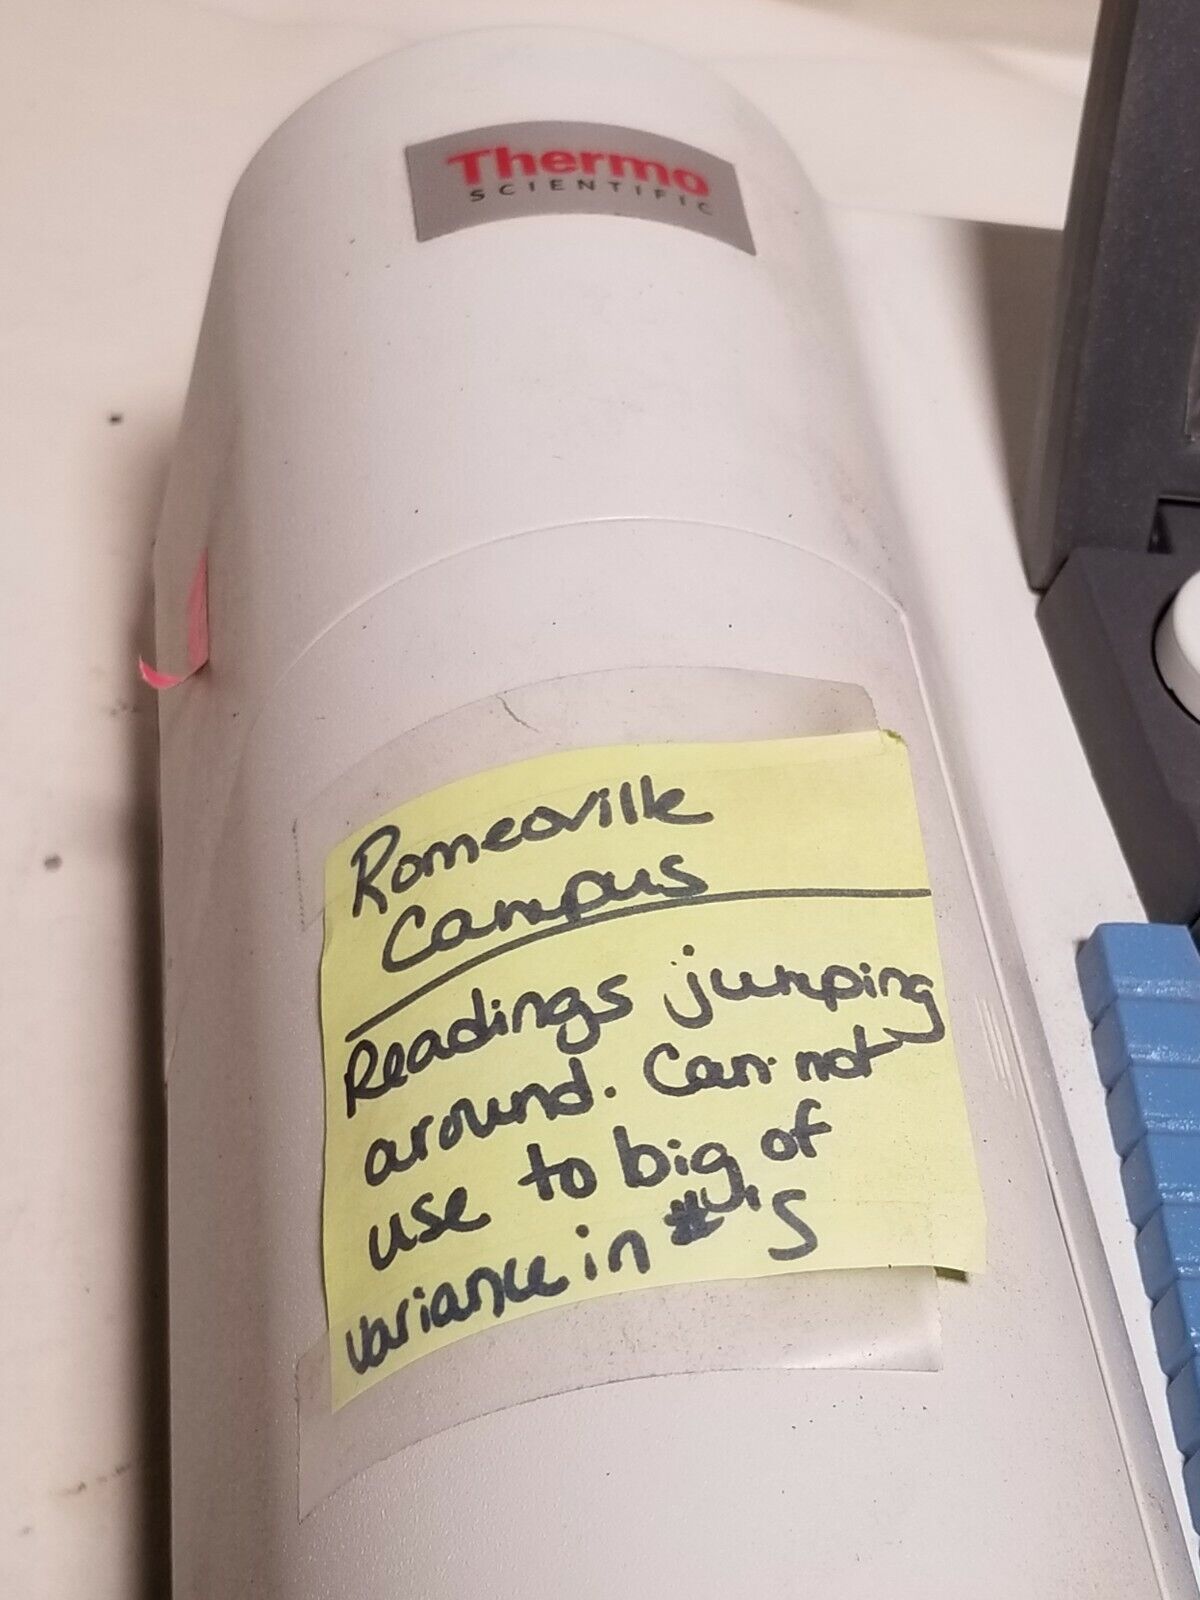 Thermo
SCIENTIFIC
Romeoville
Campus
Readings jumping
around. Can not
use to big of
variance in #'s